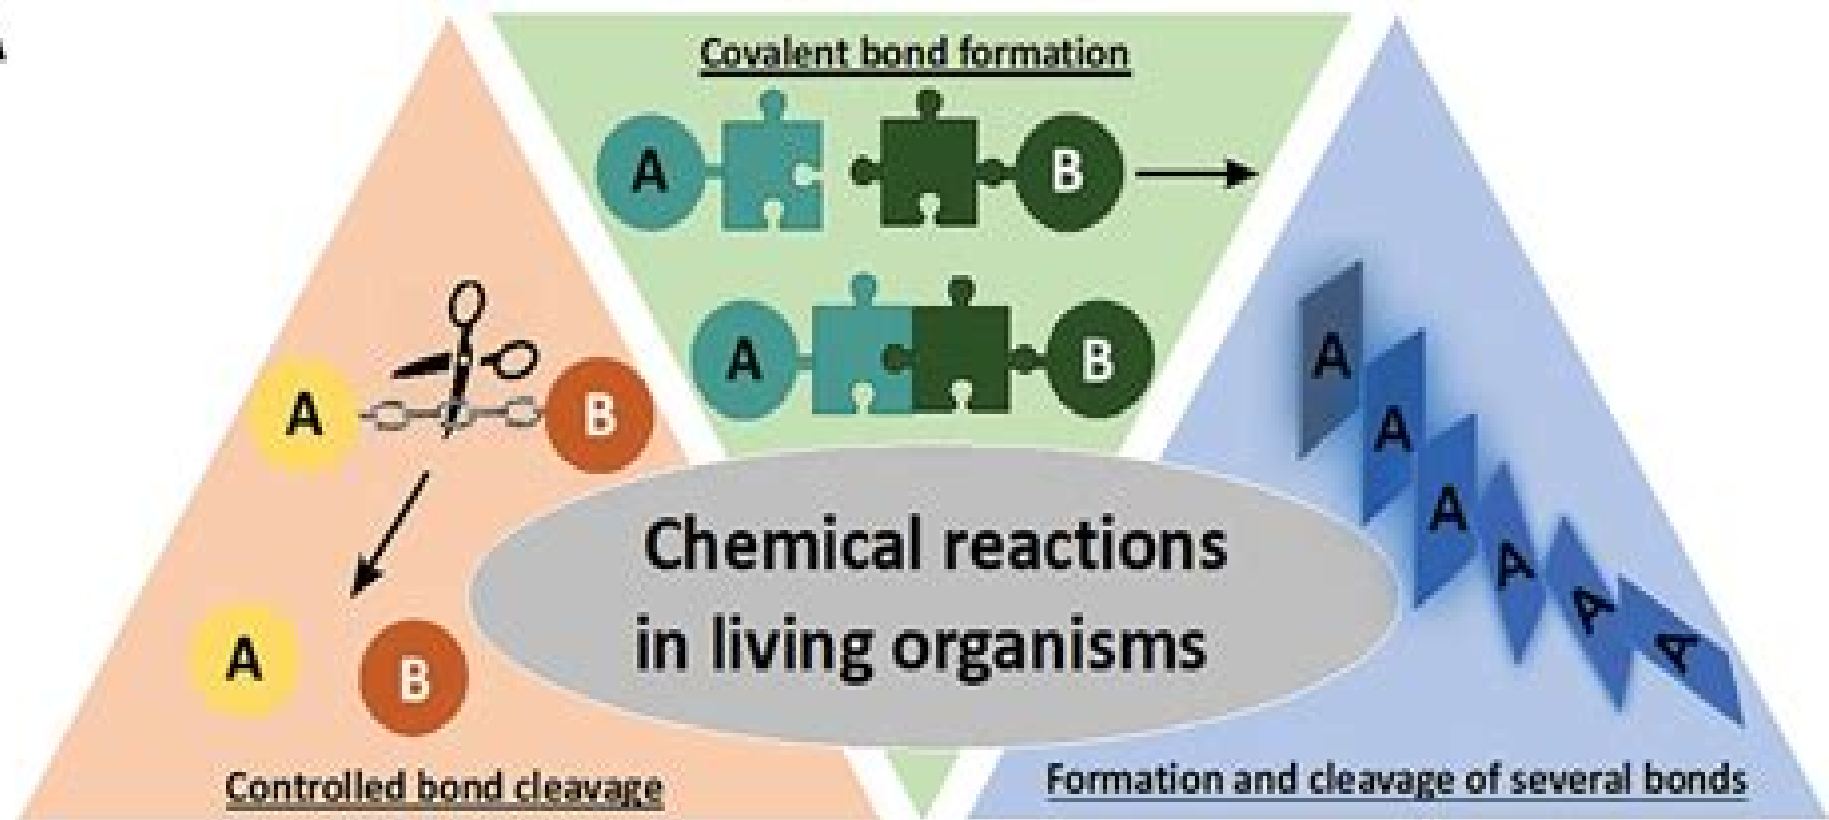 Covalent bond formation
A B
A B
A B
A B
Controlled bond cleavage
Chemical reactions
in living organisms
A
A
A
A
A
A
Formation and cleavage of several bonds